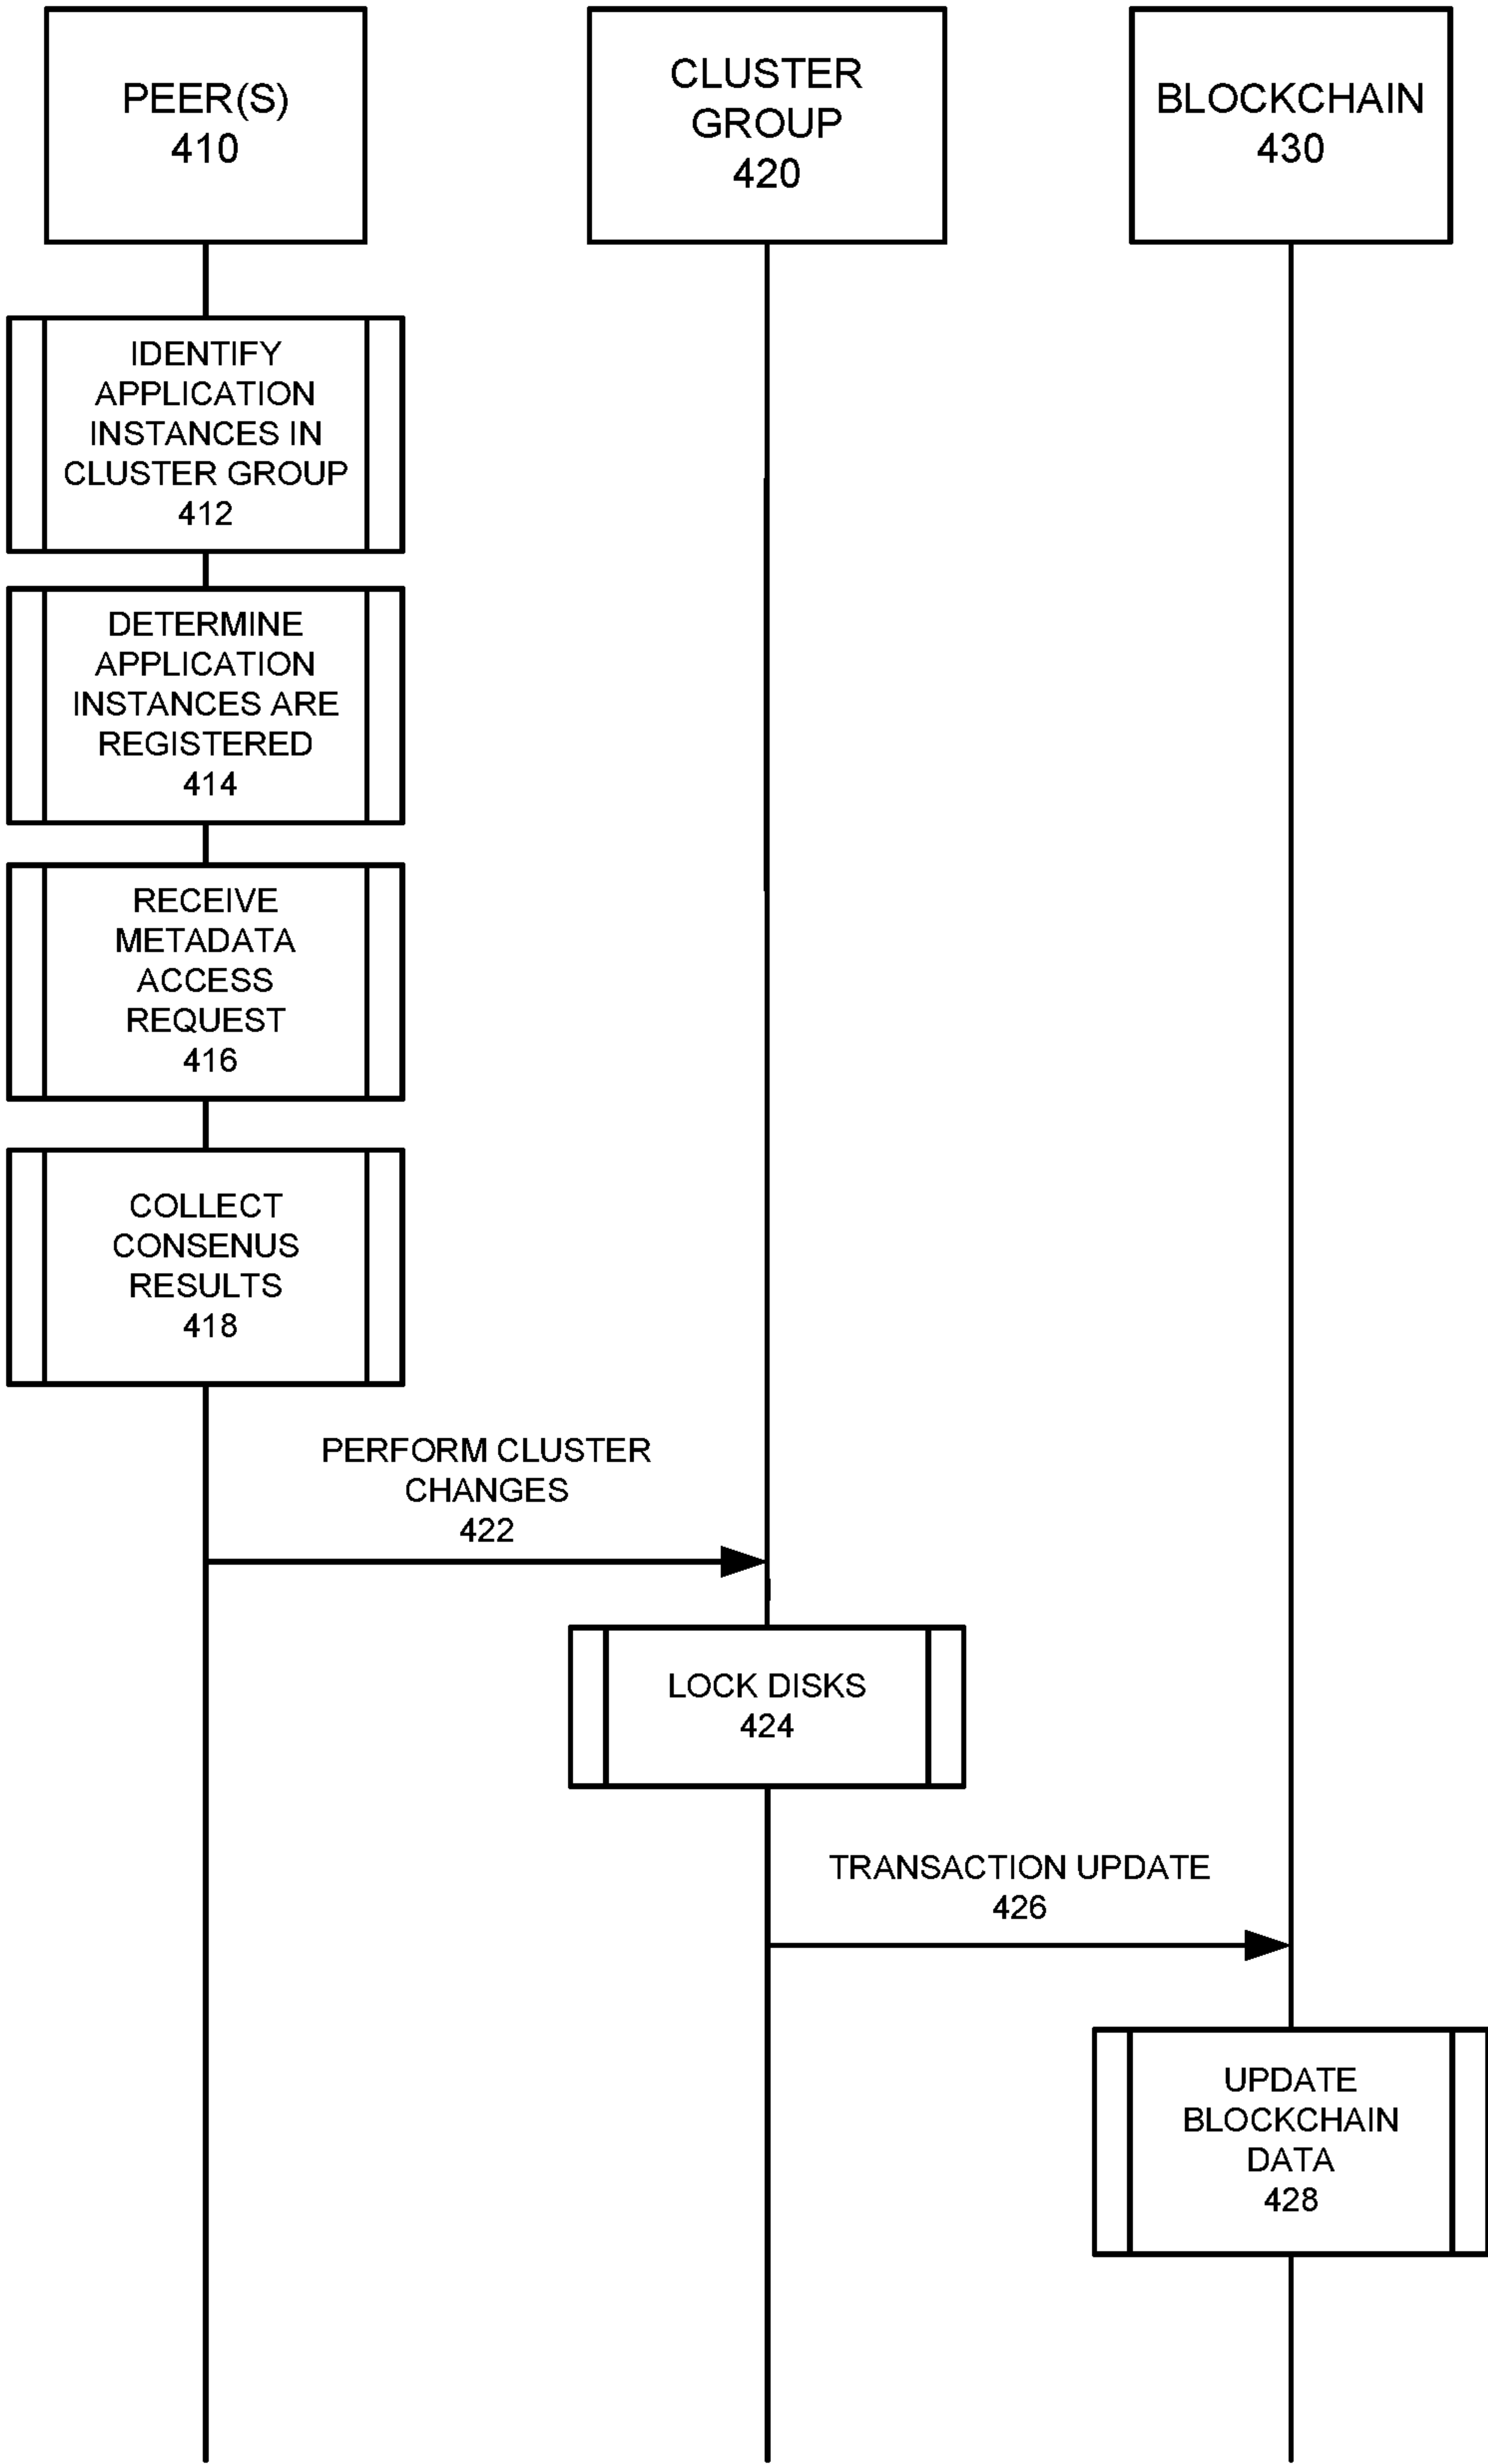 PEER(S)
410
CLUSTER
GROUP
420
BLOCKCHAIN
430
IDENTIFY
APPLICATION
INSTANCES IN
CLUSTER GROUP
412
DETERMINE
APPLICATION
INSTANCES ARE
REGISTERED
414
RECEIVE
METADATA
ACCESS
REQUEST
416
COLLECT
CONSENUS
RESULTS
418
PERFORM CLUSTER
CHANGES
422
LOCK DISKS
424
TRANSACTION UPDATE
426
UPDATE
BLOCKCHAIN
DATA
428